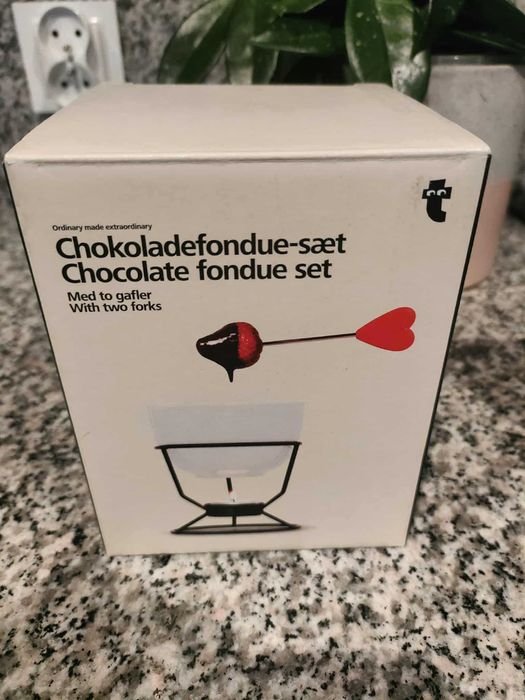 Ordinary made extraordinary
Chokoladefondue-sæt
Chocolate fondue set
Med to gafler
With two forks
t